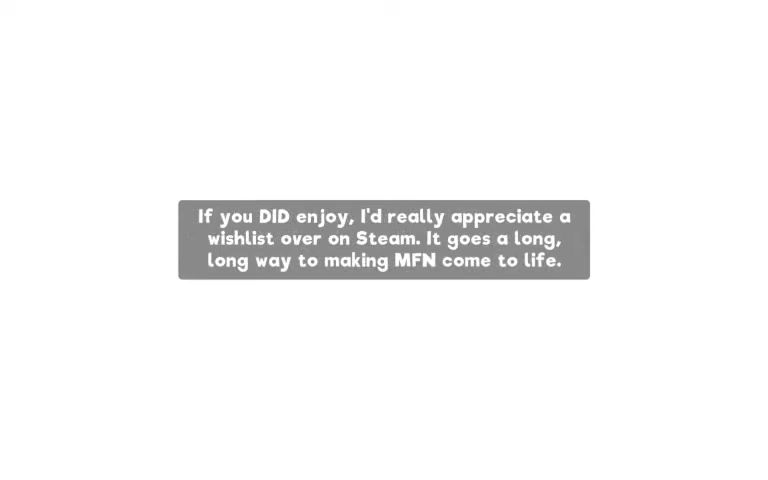 If you DID enjoy, I'd really appreciate a
wishlist over on Steam. It goes a long,
long way to making MFN come to life.